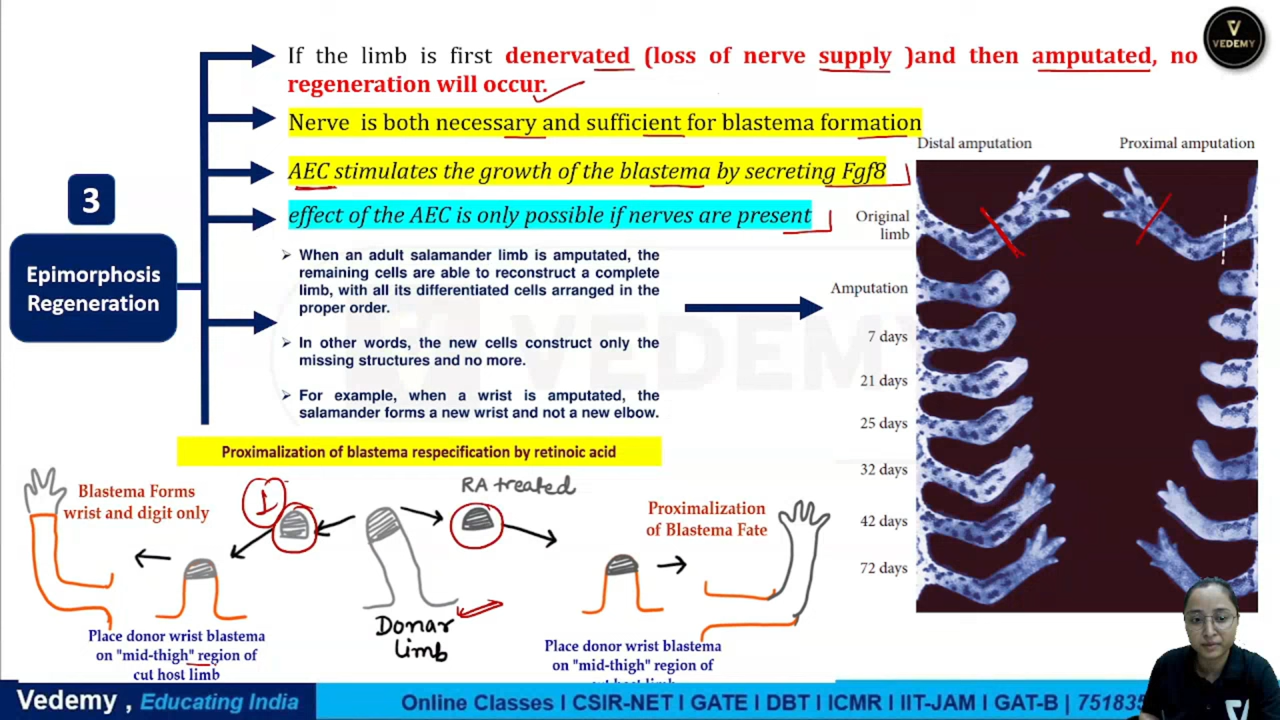 If the limb is first denervated (loss of nerve supply )and then amputated, no
regeneration will occur.
Nerve is both necessary and sufficient for blastema formation
AEC stimulates the growth of the blastema by secreting Fgf8
effect of the AEC is only possible if nerves are present
3
Epimorphosis
Regeneration
When an adult salamander limb is amputated, the
remaining cells are able to reconstruct a complete
limb, with all its differentiated cells arranged in the
proper order.
In other words, the new cells construct only the
missing structures and no more.
For example, when a wrist is amputated, the
salamander forms a new wrist and not a new elbow.
VEDEMY
VEDEMY
Distal amputation
Proximal amputation
Original
limb
Amputation
7 days
21 days
25 days
32 days
42 days
72 days
Proximalization of blastema respecification by retinoic acid
Blastema Forms
wrist and digit only
1
RA treated
Proximalization
of Blastema Fate
Donar
limb
Place donor wrist blastema
on "mid-thigh" region of
cut host limb
Place donor wrist blastema
on "mid-thigh" region of
cut host limb
Vedemy , Educating India
Online Classes I CSIR-NET I GATE I DBT I ICMR I IIT-JAM I GAT-B | 751835